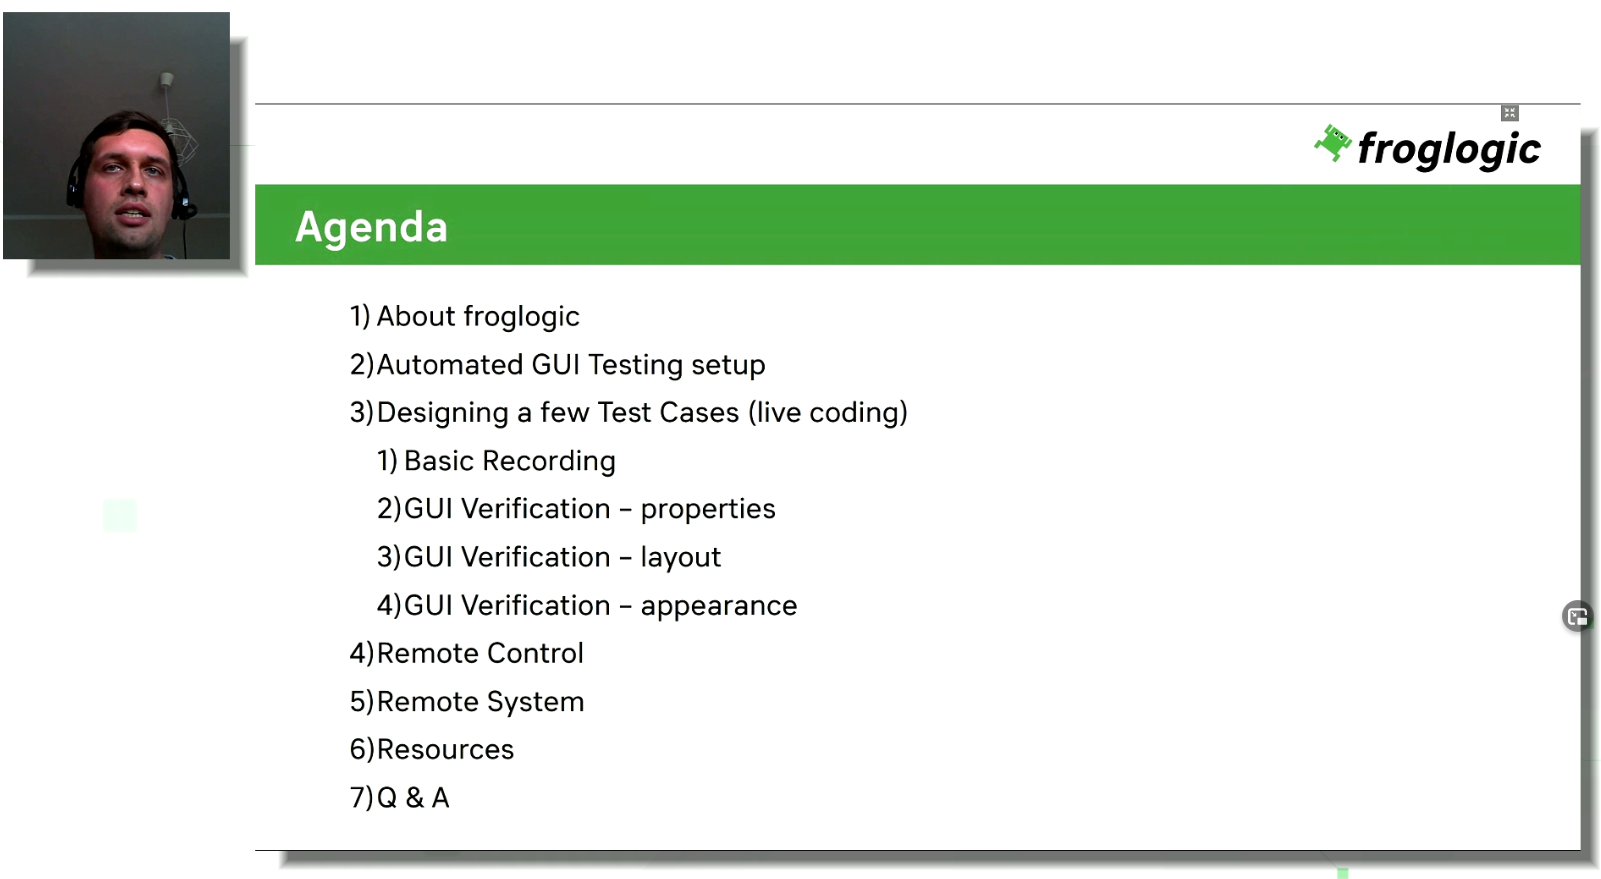 froglogic
Agenda
1) About froglogic
2) Automated GUI Testing setup
3) Designing a few Test Cases (live coding)
1) Basic Recording
2) GUI Verification – properties
3) GUI Verification – layout
4) GUI Verification – appearance
4) Remote Control
5) Remote System
6) Resources
7) Q & A